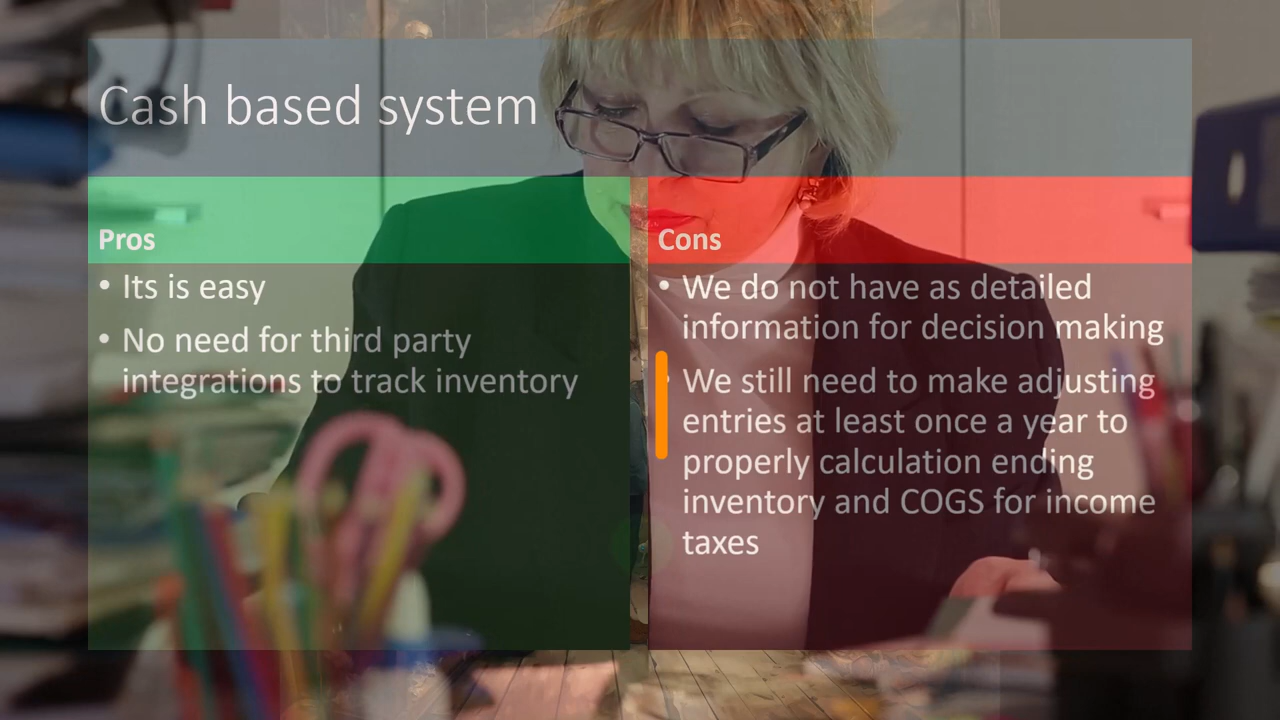 Cash based system
Pros
• Its is easy
• No need for third party
integrations to track inventory
Cons
• We do not have as detailed
information for decision making
• We still need to make adjusting
entries at least once a year to
properly calculation ending
inventory and COGS for income
taxes